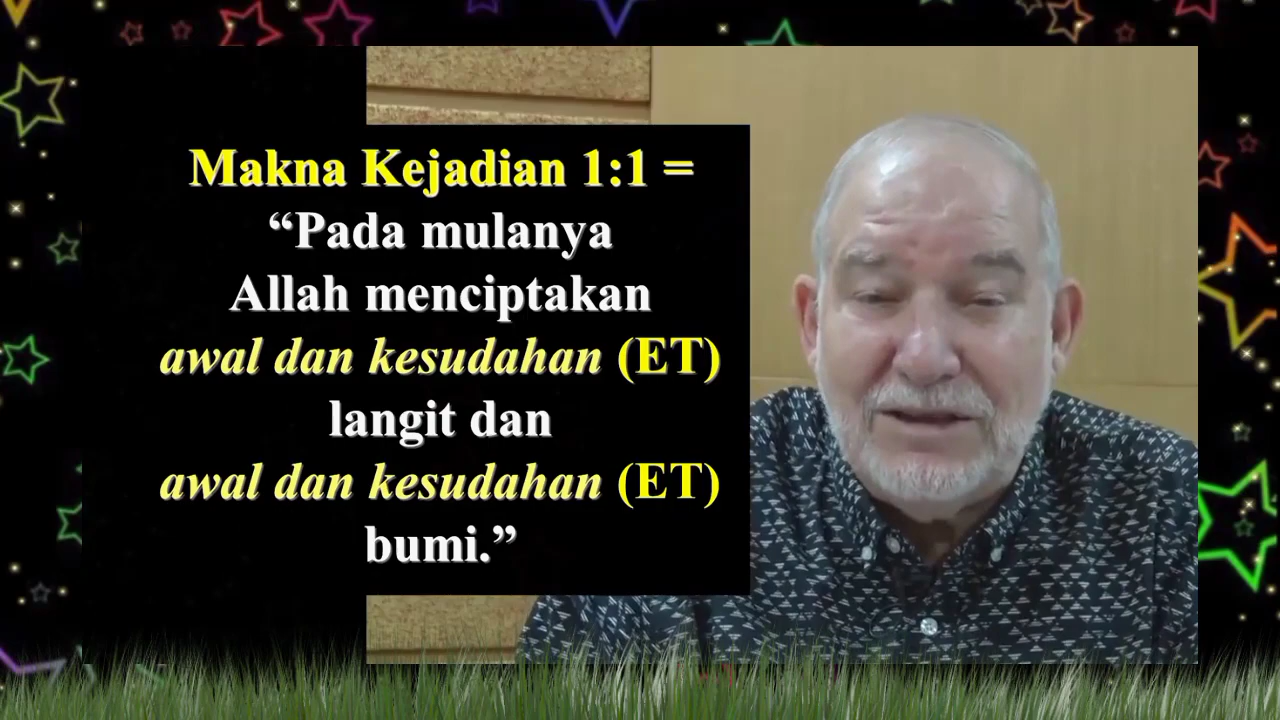 Makna Kejadian 1:1 =
“Pada mulanya
Allah menciptakan
awal dan kesudahan (ET)
langit dan
awal dan kesudahan (ET)
bumi.”